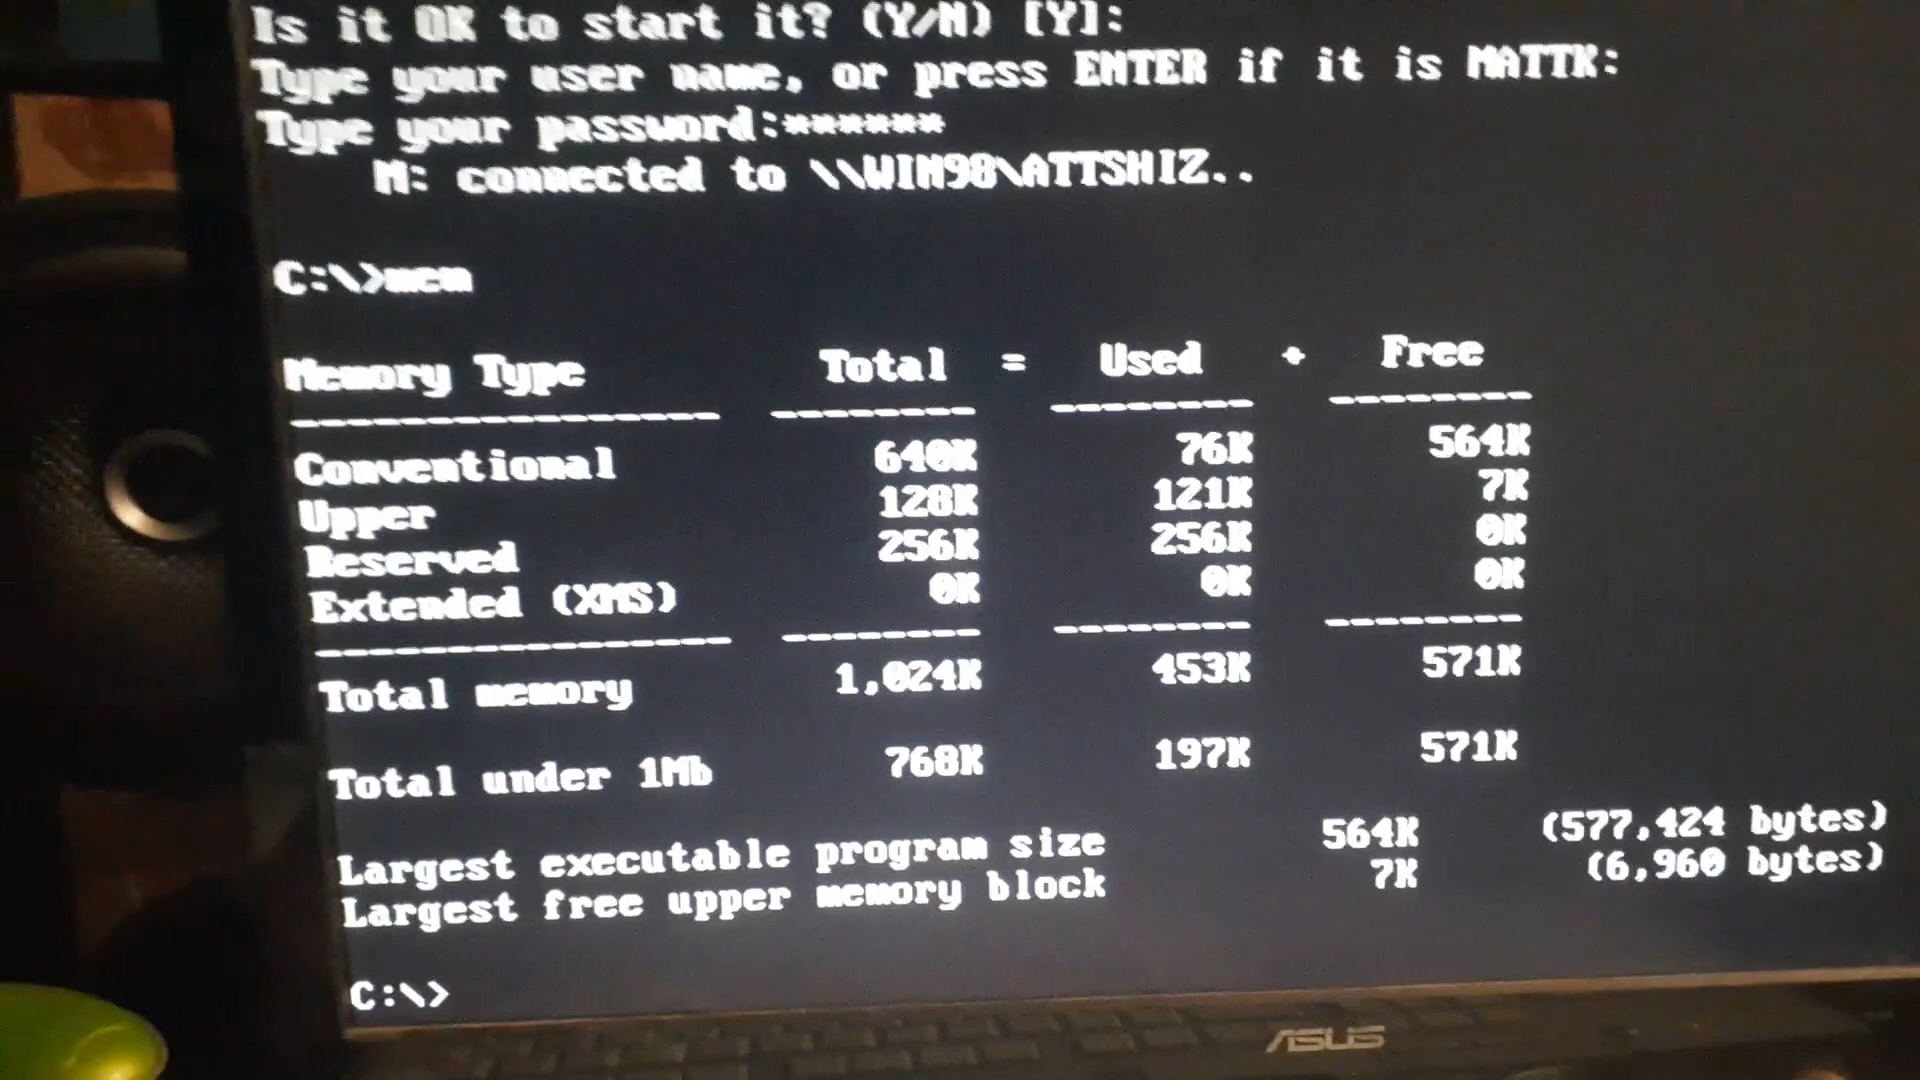 Is it OK to start it? (Y/N) [Y]:
Type your user name, or press ENTER if it is MATTK:
Type your password:******
M: connected to \\WIN98\ATTSHIZ..
C:\>mem
Memory Type Total = Used + Free
---------------- -------- -------- --------
Conventional 640K 76K 564K
Upper 128K 121K 7K
Reserved 256K 256K 0K
Extended (XMS) 0K 0K 0K
---------------- -------- -------- --------
Total memory 1,024K 453K 571K
Total under 1Mb 768K 197K 571K
Largest executable program size 564K (577,424 bytes)
Largest free upper memory block 7K (6,960 bytes)
C:\>
ASUS